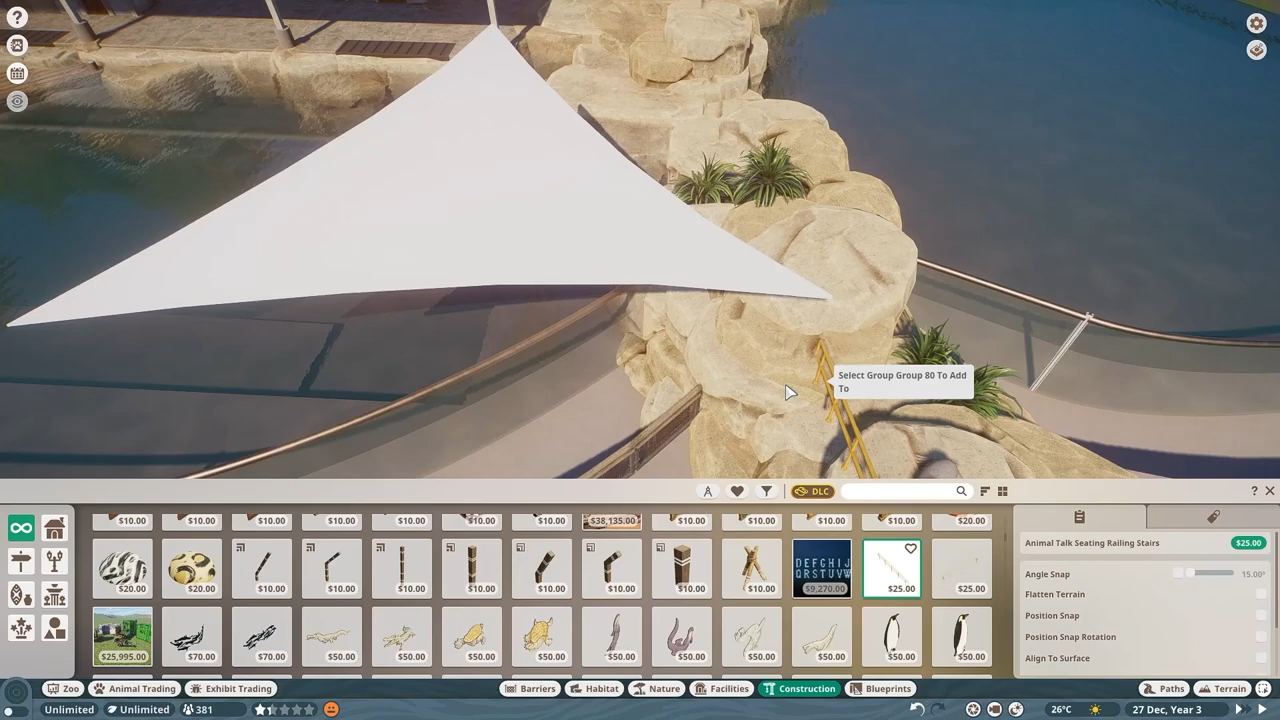 Select Group Group 80 To Add
To
DLC
? ×
$10.00 $10.00 $10.00 $10.00 $10.00 $10.00 $10.00 $38,135.00 $10.00 $10.00 $10.00 $10.00 $20.00
$20.00 $20.00 $10.00 $10.00 $10.00 $10.00 $10.00 $10.00 $10.00 $10.00 $9,270.00 $25.00 $25.00
DEFGHIJ
QRSTUVW
$25,995.00 $70.00 $70.00 $50.00 $50.00 $50.00 $50.00 $50.00 $50.00 $50.00 $50.00 $50.00 $50.00
Animal Talk Seating Railing Stairs $25.00
Angle Snap 15.00°
Flatten Terrain
Position Snap
Position Snap Rotation
Align To Surface
Zoo Animal Trading Exhibit Trading Barriers Habitat Nature Facilities Construction Blueprints Paths Terrain
Unlimited Unlimited 381 26°C 27 Dec, Year 3